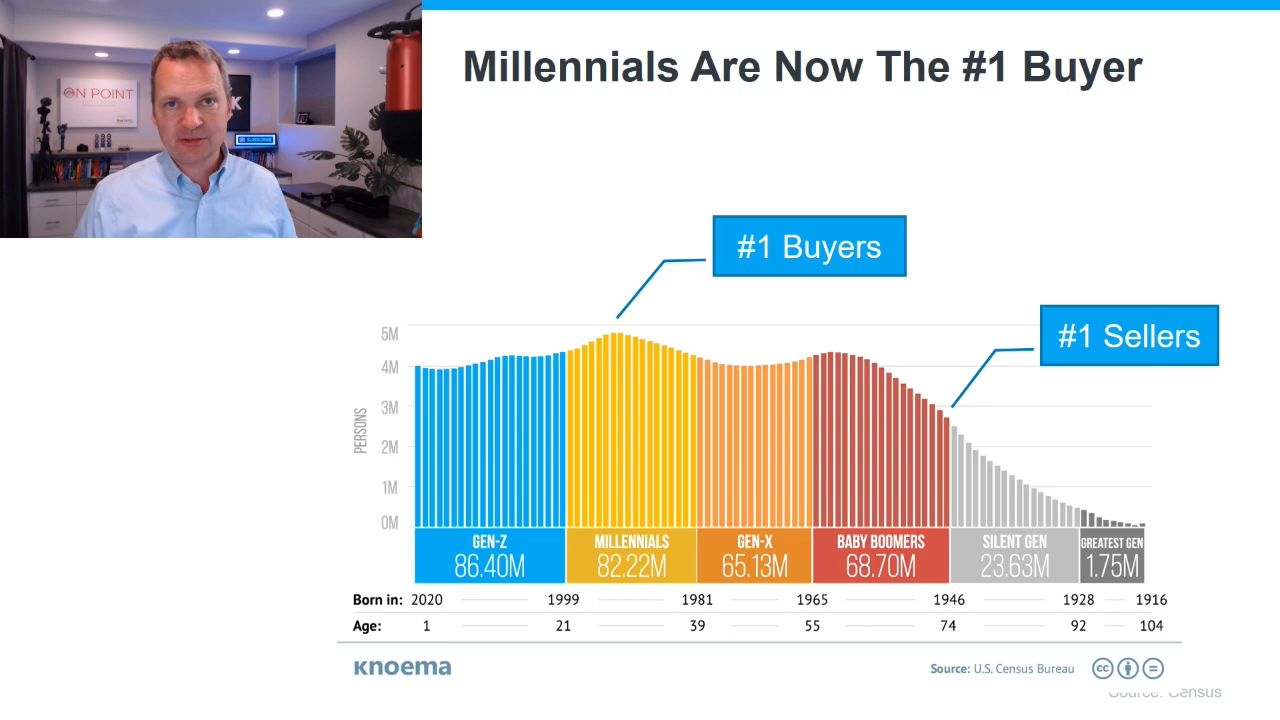 Millennials Are Now The #1 Buyer
ON POINT
K
SUBSCRIBE
#1 Buyers
#1 Sellers
5M
4M
3M
2M
1M
0M
PERSONS
GEN-Z
86.40M
MILLENNIALS
82.22M
GEN-X
65.13M
BABY BOOMERS
68.70M
SILENT GEN
23.63M
GREATEST GEN
1.75M
Born in: 2020 1999 1981 1965 1946 1928 1916
Age: 1 21 39 55 74 92 104
knoema
Source: U.S. Census Bureau
cc
Source: Census